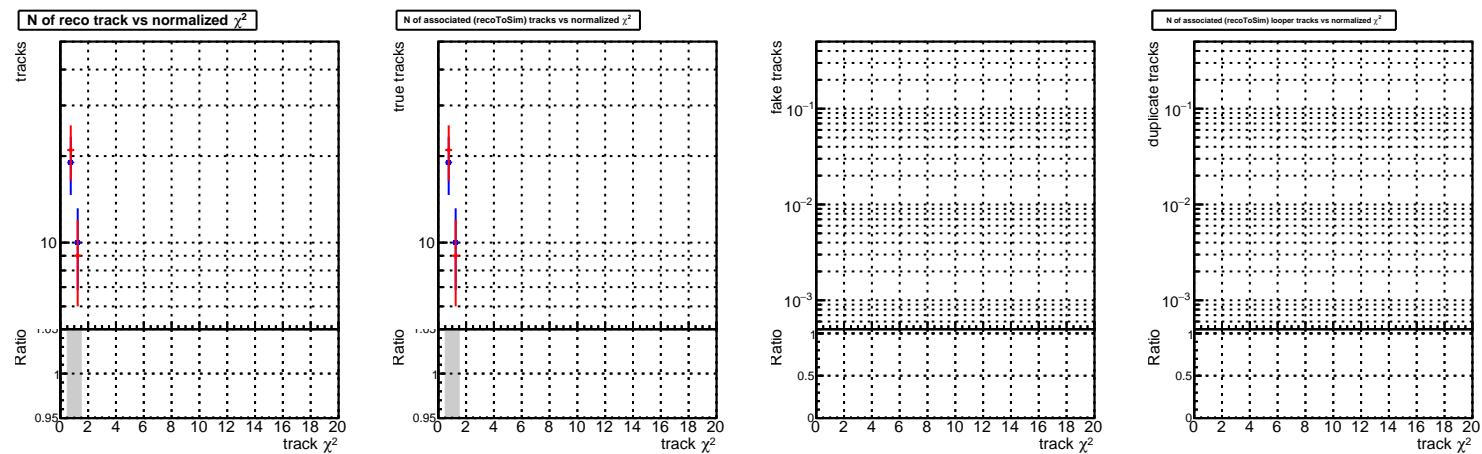 N of reco track vs normalized χ²
tracks
10
Ratio
1.05
1
0.95
0 2 4 6 8 10 12 14 16 18 20
track χ²
N of associated (recoToSim) tracks vs normalized χ²
true tracks
10
Ratio
1.05
1
0.95
0 2 4 6 8 10 12 14 16 18 20
track χ²
fake tracks
10⁻¹
10⁻²
10⁻³
Ratio
1
0.5
0
0 2 4 6 8 10 12 14 16 18 20
track χ²
N of associated (recoToSim) looper tracks vs normalized χ²
duplicate tracks
10⁻¹
10⁻²
10⁻³
Ratio
1
0.5
0
0 2 4 6 8 10 12 14 16 18 20
track χ²